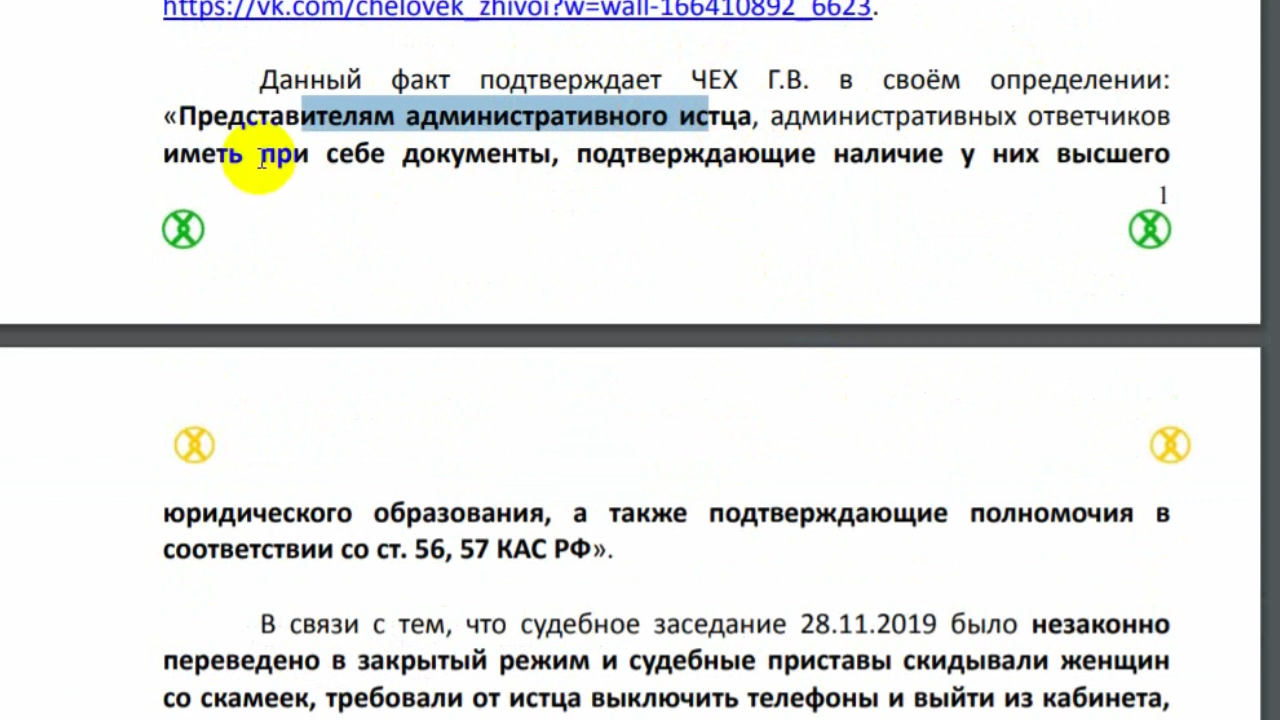 https://vk.com/chelovek_zhivoi?w=wall-166410892_6623.
Данный факт подтверждает ЧЕХ Г.В. в своём определении:
«Представителям административного истца, административных ответчиков
иметь при себе документы, подтверждающие наличие у них высшего
1
юридического образования, а также подтверждающие полномочия в
соответствии со ст. 56, 57 КАС РФ».
В связи с тем, что судебное заседание 28.11.2019 было незаконно
переведено в закрытый режим и судебные приставы скидывали женщин
со скамеек, требовали от истца выключить телефоны и выйти из кабинета,